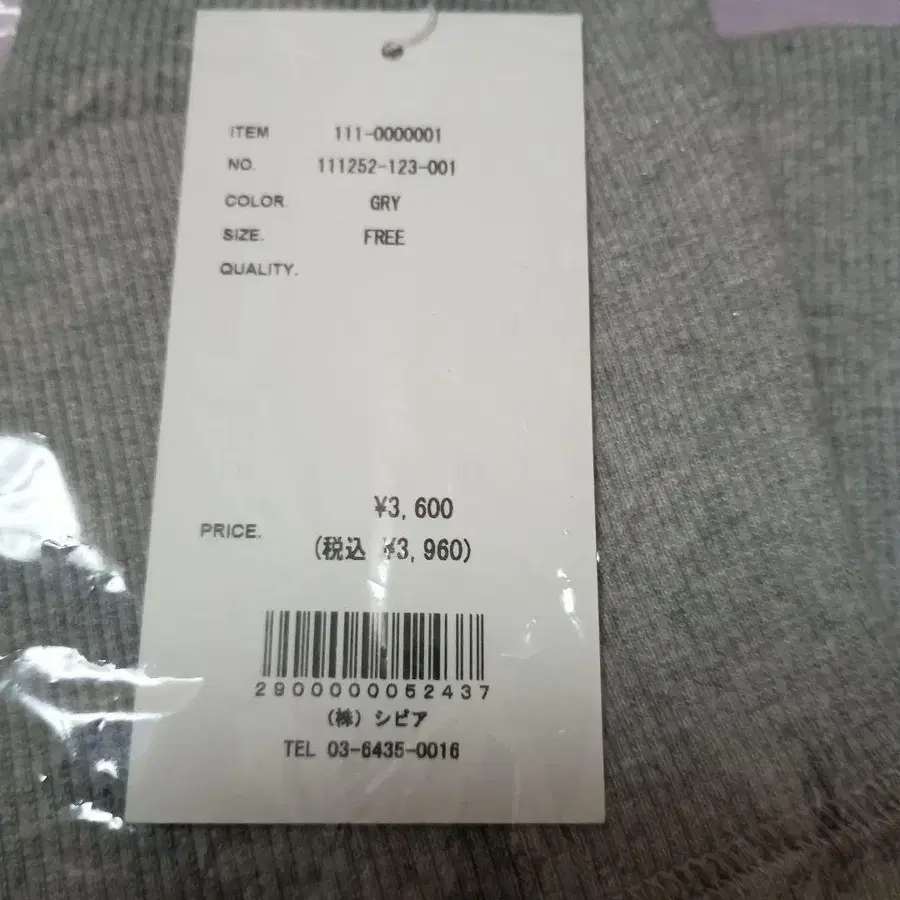 ITEM 111-0000001
NO. 111252-123-001
COLOR. GRY
SIZE. FREE
QUALITY.
¥3,600
PRICE.
(税込 ¥3,960)
2900000052437
(株) シビア
TEL 03-6435-0016